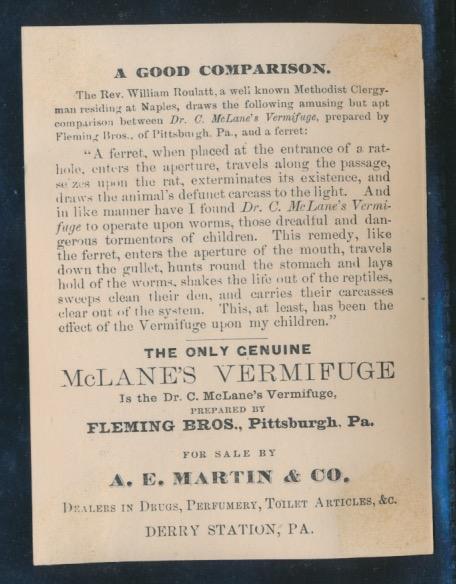 A GOOD COMPARISON.
The Rev. William Roulatt, a well known Methodist Clergy-
man residing at Naples, draws the following amusing but apt
comparison between Dr. C. McLane's Vermifuge, prepared by
Fleming Bros., of Pittsburgh, Pa., and a ferret:
"A ferret, when placed at the entrance of a rat-
hole, enters the aperture, travels along the passage,
seizes upon the rat, exterminates its existence, and
draws the animal's defunct carcass to the light. And
in like manner have I found Dr. C. McLane's Vermi-
fuge to operate upon worms, those dreadful and dan-
gerous tormentors of children. This remedy, like
the ferret, enters the aperture of the mouth, travels
down the gullet, hunts round the stomach and lays
hold of the worms, shakes the life out of the reptiles,
sweeps clean their den, and carries their carcasses
clear out of the system. This, at least, has been the
effect of the Vermifuge upon my children."
THE ONLY GENUINE
McLANE'S VERMIFUGE
Is the Dr. C. McLane's Vermifuge,
PREPARED BY
FLEMING BROS., Pittsburgh, Pa.
FOR SALE BY
A. E. MARTIN & CO.
DEALERS IN DRUGS, PERFUMERY, TOILET ARTICLES, &C.
DERRY STATION, PA.